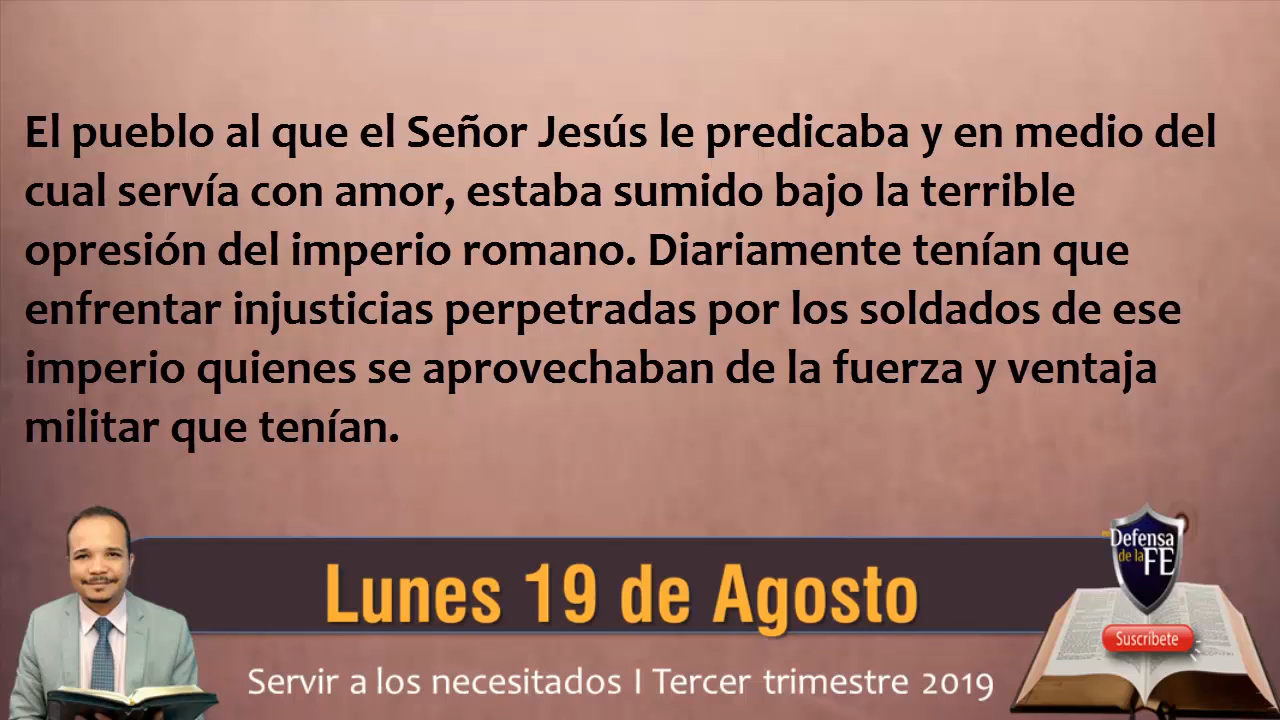 El pueblo al que el Señor Jesús le predicaba y en medio del
cual servía con amor, estaba sumido bajo la terrible
opresión del imperio romano. Diariamente tenían que
enfrentar injusticias perpetradas por los soldados de ese
imperio quienes se aprovechaban de la fuerza y ventaja
militar que tenían.
Defensa
de la FE
Lunes 19 de Agosto
Suscríbete
Servir a los necesitados I Tercer trimestre 2019